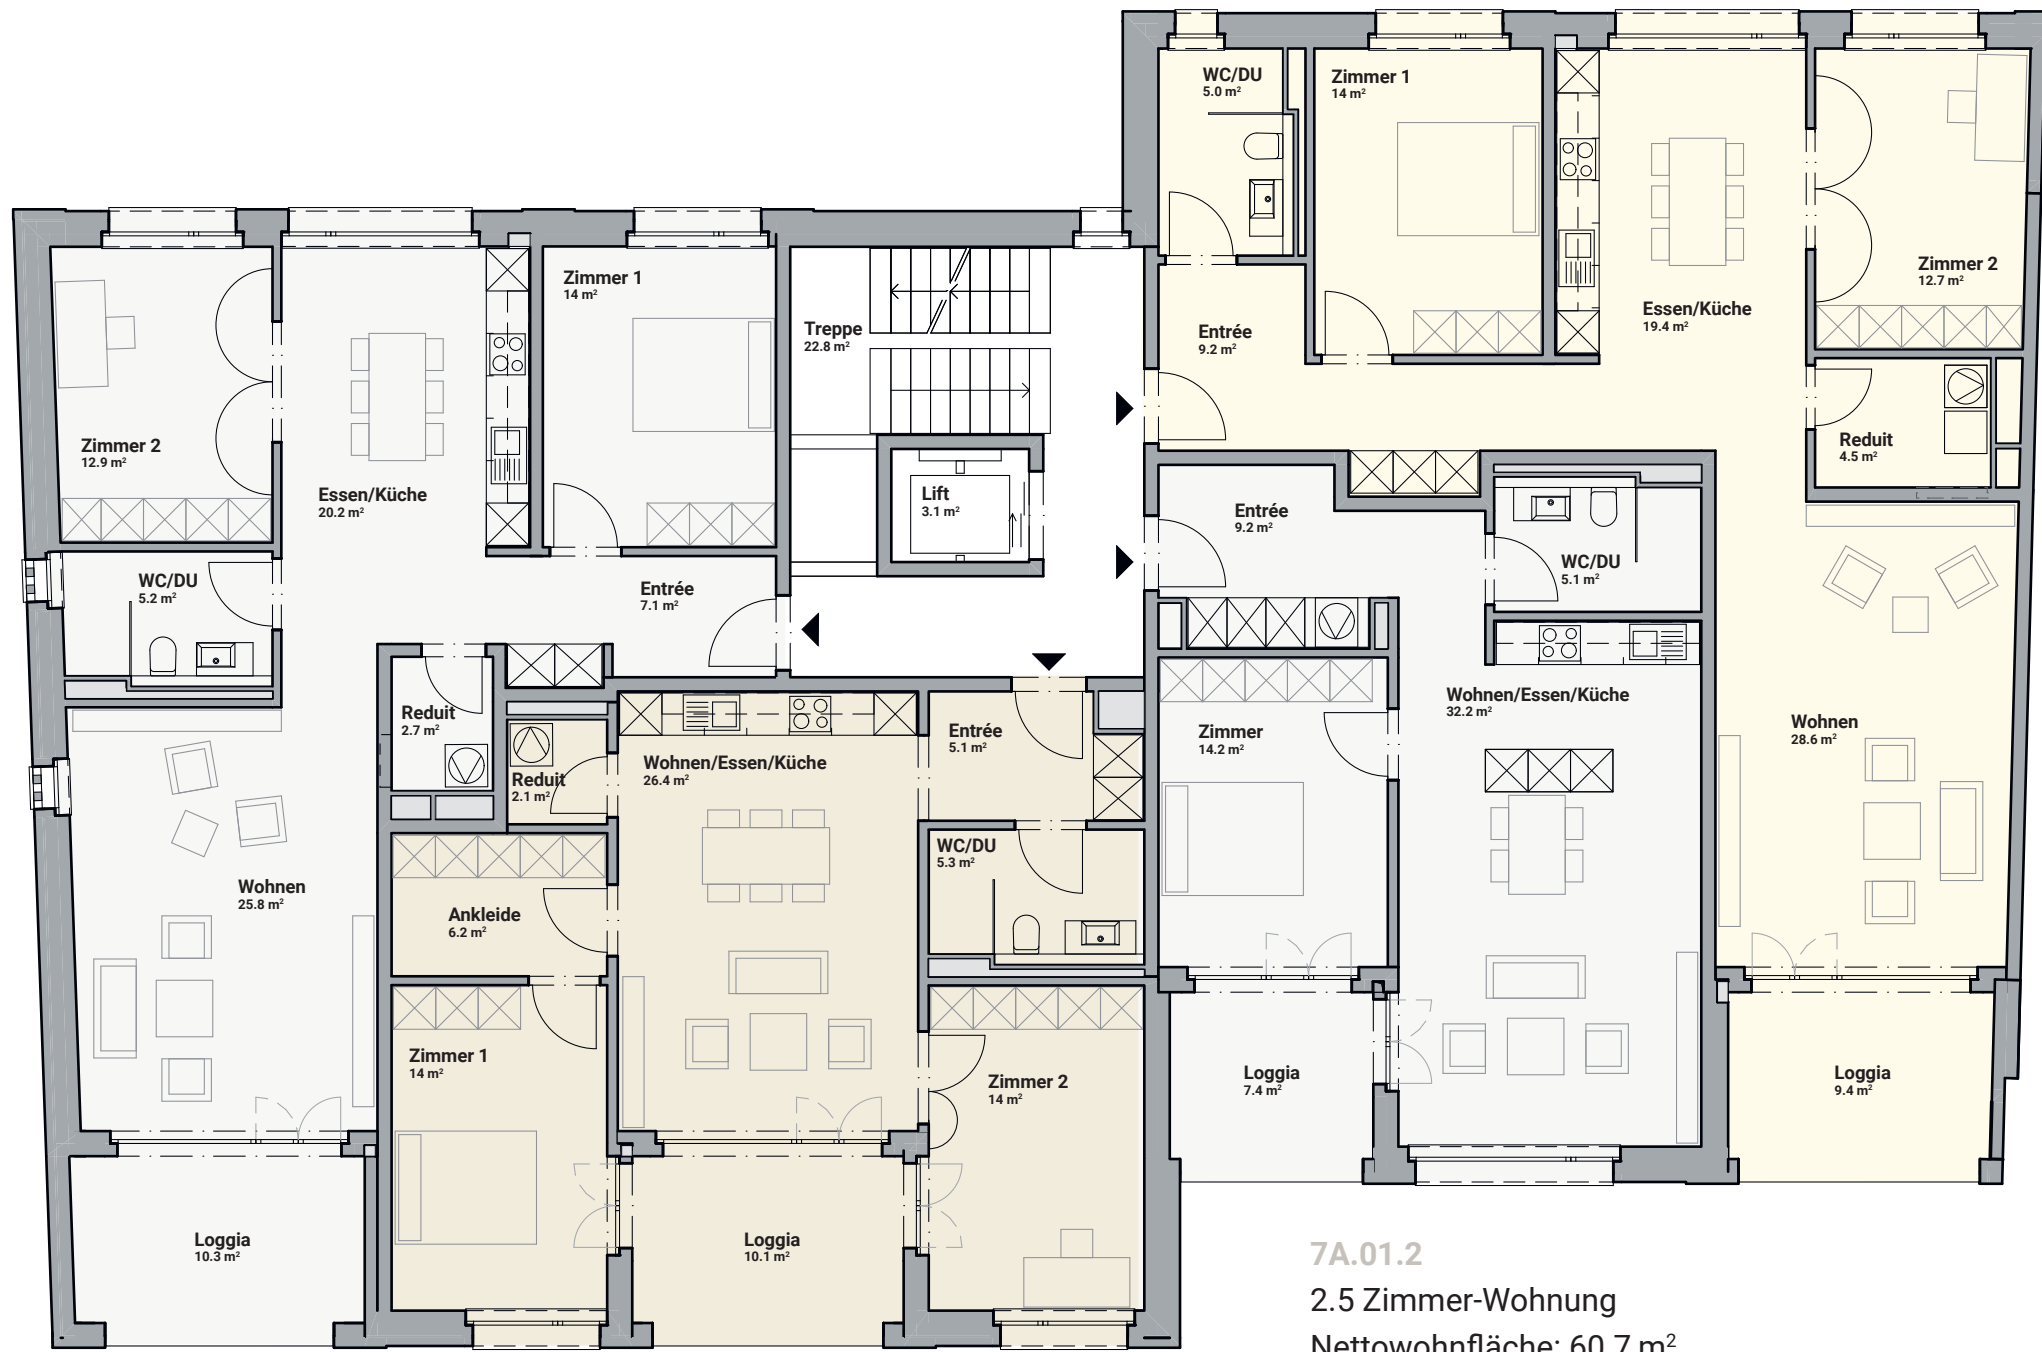 WC/DU
5.0 m²
Zimmer 1
14 m²
Essen/Küche
19.4 m²
Zimmer 2
12.7 m²
Entrée
9.2 m²
Reduit
4.5 m²
Wohnen
28.6 m²
Loggia
9.4 m²
Zimmer 2
12.9 m²
Essen/Küche
20.2 m²
Zimmer 1
14 m²
Treppe
22.8 m²
Lift
3.1 m²
WC/DU
5.2 m²
Entrée
7.1 m²
Reduit
2.7 m²
Wohnen
25.8 m²
Loggia
10.3 m²
Entrée
9.2 m²
WC/DU
5.1 m²
Zimmer
14.2 m²
Wohnen/Essen/Küche
32.2 m²
Loggia
7.4 m²
Reduit
2.1 m²
Wohnen/Essen/Küche
26.4 m²
Entrée
5.1 m²
WC/DU
5.3 m²
Ankleide
6.2 m²
Zimmer 1
14 m²
Zimmer 2
14 m²
Loggia
10.1 m²
7A.01.2
2.5 Zimmer-Wohnung
Nettowohnfläche: 60.7 m²